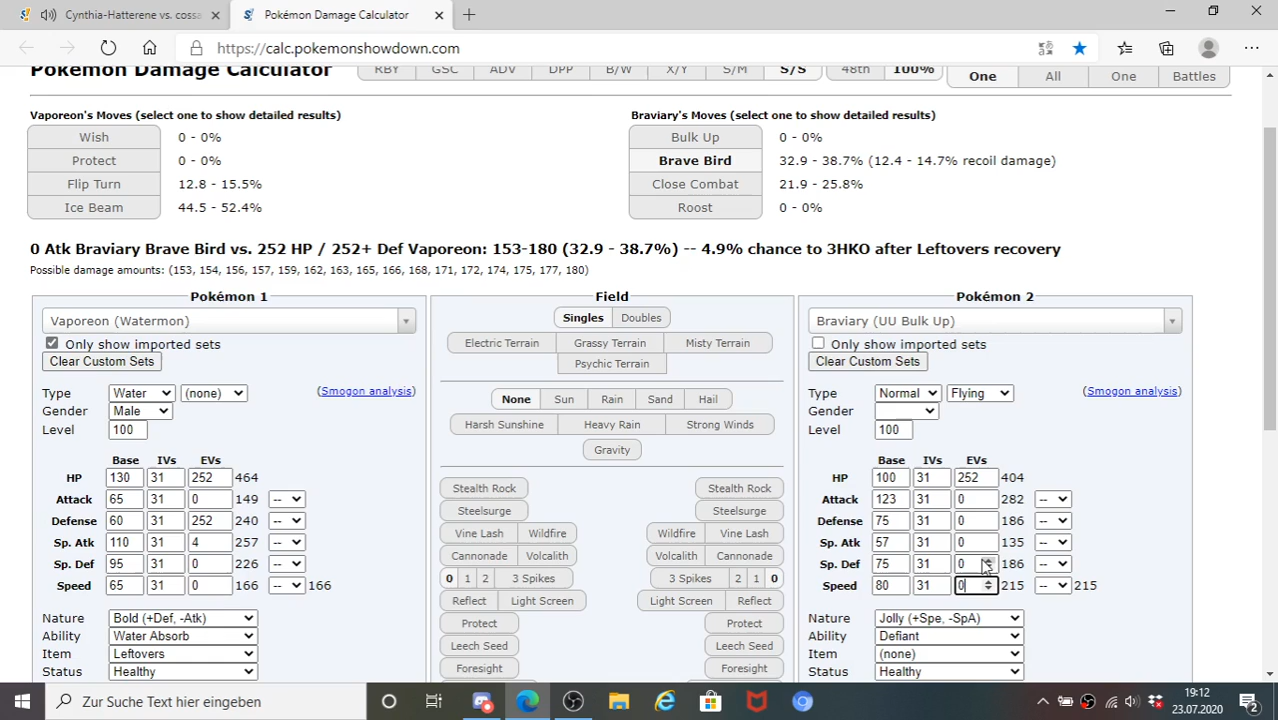 Cynthia-Hatterene vs. cossa
Pokémon Damage Calculator
https://calc.pokemonshowdown.com
Pokémon Damage Calculator
RBY GSC ADV DPP B/W X/Y S/M S/S 48th 100% One All One Battles
Vaporeon's Moves (select one to show detailed results)
Wish 0 - 0%
Protect 0 - 0%
Flip Turn 12.8 - 15.5%
Ice Beam 44.5 - 52.4%
Braviary's Moves (select one to show detailed results)
Bulk Up 0 - 0%
Brave Bird 32.9 - 38.7% (12.4 - 14.7% recoil damage)
Close Combat 21.9 - 25.8%
Roost 0 - 0%
0 Atk Braviary Brave Bird vs. 252 HP / 252+ Def Vaporeon: 153-180 (32.9 - 38.7%) -- 4.9% chance to 3HKO after Leftovers recovery
Possible damage amounts: (153, 154, 156, 157, 159, 162, 163, 165, 166, 168, 171, 172, 174, 175, 177, 180)
Pokémon 1
Vaporeon (Watermon)
Only show imported sets
Clear Custom Sets
Type Water (none) (Smogon analysis)
Gender Male
Level 100
Base IVs EVs
HP 130 31 252 464
Attack 65 31 0 149 --
Defense 60 31 252 240 --
Sp. Atk 110 31 4 257 --
Sp. Def 95 31 0 226 --
Speed 65 31 0 166 -- 166
Nature Bold (+Def, -Atk)
Ability Water Absorb
Item Leftovers
Status Healthy
Field
Singles Doubles
Electric Terrain Grassy Terrain Misty Terrain
Psychic Terrain
None Sun Rain Sand Hail
Harsh Sunshine Heavy Rain Strong Winds
Gravity
Stealth Rock Stealth Rock
Steelsurge Steelsurge
Vine Lash Wildfire Wildfire Vine Lash
Cannonade Volcalith Volcalith Cannonade
0 1 2 3 Spikes 3 Spikes 2 1 0
Reflect Light Screen Light Screen Reflect
Protect Protect
Leech Seed Leech Seed
Foresight Foresight
Pokémon 2
Braviary (UU Bulk Up)
Only show imported sets
Clear Custom Sets
Type Normal Flying (Smogon analysis)
Gender
Level 100
Base IVs EVs
HP 100 31 252 404
Attack 123 31 0 282 --
Defense 75 31 0 186 --
Sp. Atk 57 31 0 135 --
Sp. Def 75 31 0 186 --
Speed 80 31 0 215 -- 215
Nature Jolly (+Spe, -SpA)
Ability Defiant
Item (none)
Status Healthy
Zur Suche Text hier eingeben
19:12
23.07.2020
2